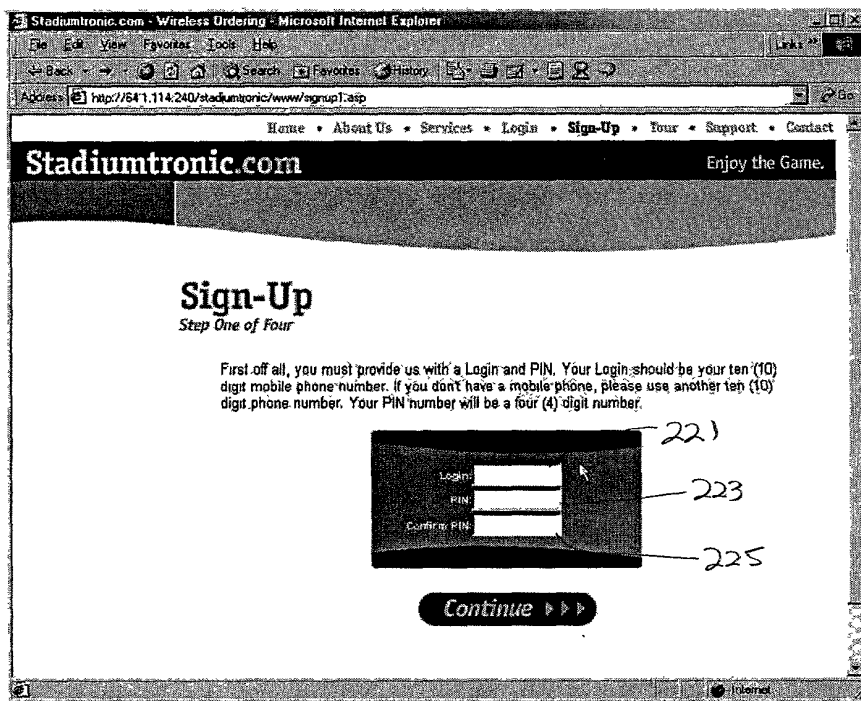 Stadiumtronic.com - Wireless Ordering - Microsoft Internet Explorer
File Edit View Favorites Tools Help Links »
Back Search Favorites History
Address http://64.1.114.240/stadiumtronic/www/signup1.asp Go
Home • About Us • Services • Login • Sign-Up • Tour • Support • Contact
Stadiumtronic.com Enjoy the Game.
Sign-Up
Step One of Four
First off all, you must provide us with a Login and PIN. Your Login should be your ten (10)
digit mobile phone number. If you don't have a mobile phone, please use another ten (10)
digit phone number. Your PIN number will be a four (4) digit number.
221
Login:
PIN: 223
Confirm PIN:
225
Continue
Internet